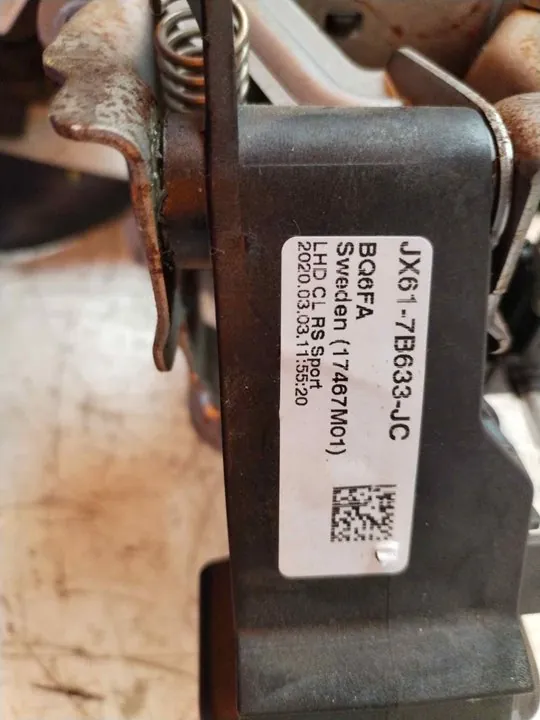 JX61-7B633-JC
BQ6FA
Sweden (17467M01)
LHD CL RS Sport
2020.03.03.11:55:20